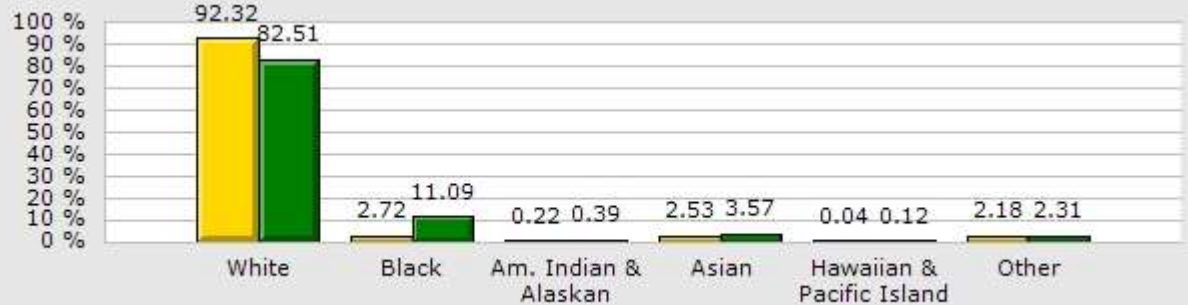 100 %
90 %
80 %
70 %
60 %
50 %
40 %
30 %
20 %
10 %
0 %
92.32
82.51
2.72
11.09
0.22 0.39
2.53 3.57
0.04 0.12
2.18 2.31
White
Black
Am. Indian &
Alaskan
Asian
Hawaiian &
Pacific Island
Other